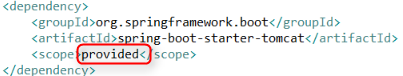 <dependency>
<groupId>org.springframework.boot</groupId>
<artifactId>spring-boot-starter-tomcat</artifactId>
<scope>provided</scope>
</dependency>